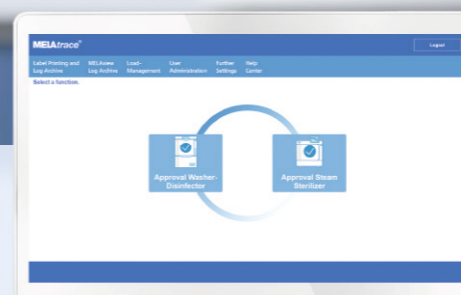 MELAtrace®
Logout
Label Printing and
Log Archive
MELAview
Log Archive
Load-
Management
User
Administration
Further
Settings
Help
Center
Select a function.
Approval Washer-
Disinfector
Approval Steam
Sterilizer